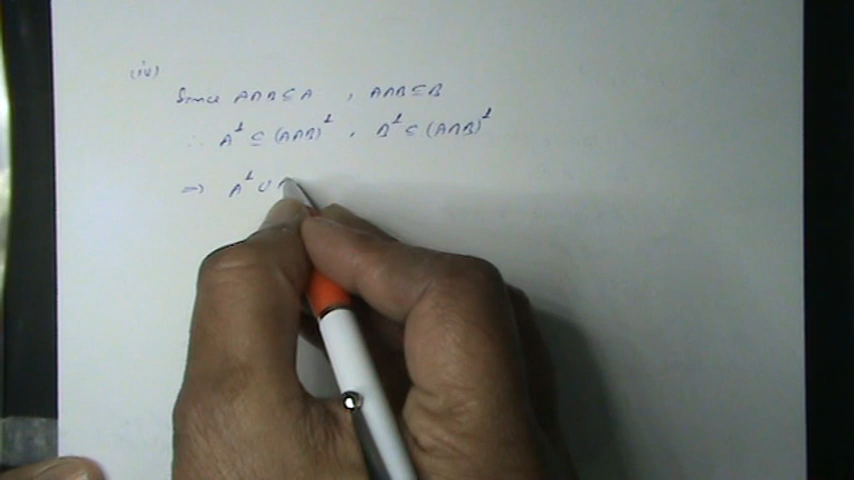 (iv)
Since A∩B⊆A , A∩B⊆B
∴ A^⊥ ⊆ (A∩B)^⊥ , B^⊥ ⊆ (A∩B)^⊥
⇒ A^⊥ ∪